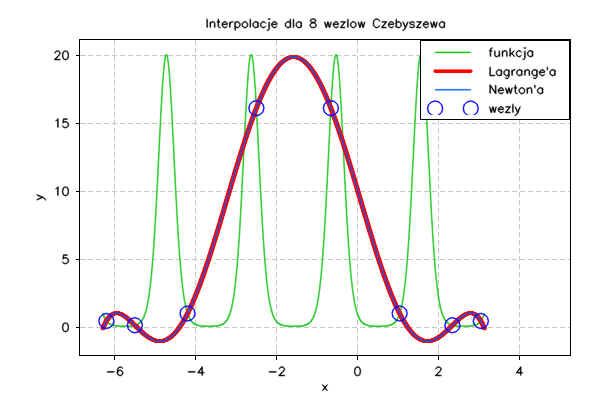 Interpolacje dla 8 wezlow Czebyszewa
funkcja
Lagrange'a
Newton'a
wezly
20
15
10
5
0
y
-6 -4 -2 0 2 4
x